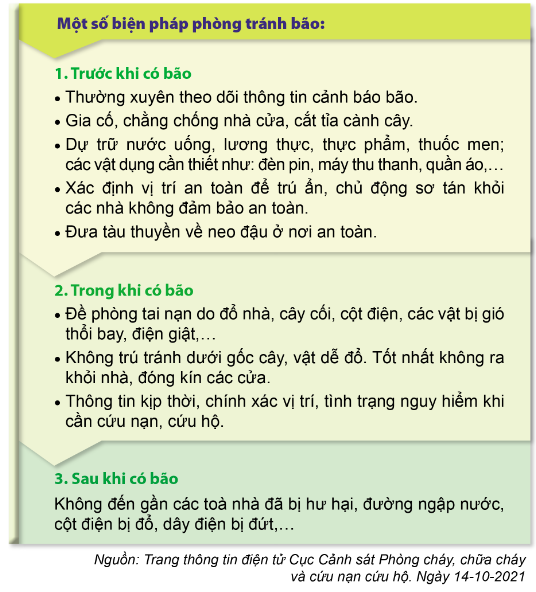 Một số biện pháp phòng tránh bão:
1. Trước khi có bão
• Thường xuyên theo dõi thông tin cảnh báo bão.
• Gia cố, chằng chống nhà cửa, cắt tỉa cành cây.
• Dự trữ nước uống, lương thực, thực phẩm, thuốc men;
các vật dụng cần thiết như: đèn pin, máy thu thanh, quần áo,...
• Xác định vị trí an toàn để trú ẩn, chủ động sơ tán khỏi
các nhà không đảm bảo an toàn.
• Đưa tàu thuyền về neo đậu ở nơi an toàn.
2. Trong khi có bão
• Đề phòng tai nạn do đổ nhà, cây cối, cột điện, các vật bị gió
thổi bay, điện giật,...
• Không trú tránh dưới gốc cây, vật dễ đổ. Tốt nhất không ra
khỏi nhà, đóng kín các cửa.
• Thông tin kịp thời, chính xác vị trí, tình trạng nguy hiểm khi
cần cứu nạn, cứu hộ.
3. Sau khi có bão
Không đến gần các toà nhà đã bị hư hại, đường ngập nước,
cột điện bị đổ, dây điện bị đứt,...
Nguồn: Trang thông tin điện tử Cục Cảnh sát Phòng cháy, chữa cháy
và cứu nạn cứu hộ. Ngày 14-10-2021